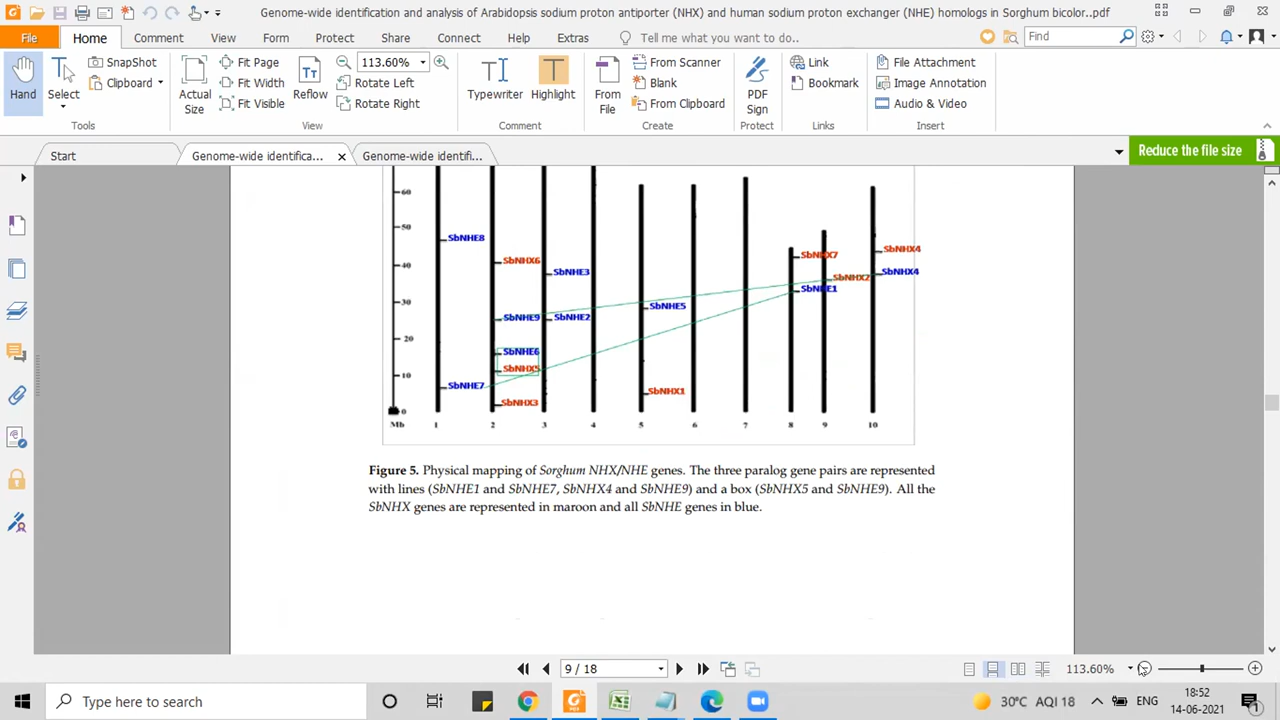 Genome-wide identification and analysis of Arbidopsis sodium proton antiporter (NHX) and human sodium proton exchanger (NHE) homologs in Sorghum bicolor..pdf
File Home Comment View Form Protect Share Connect Help Extras Tell me what you want to do.. Find
Hand
Select
SnapShot
Clipboard
Tools
Actual Size
Fit Page
Fit Width
Fit Visible
Reflow
113.60%
Rotate Left
Rotate Right
View
Typewriter
Highlight
Comment
From File
From Scanner
Blank
From Clipboard
Create
PDF Sign
Protect
Link
Bookmark
Links
File Attachment
Image Annotation
Audio & Video
Insert
Start Genome-wide identifica... Genome-wide identifi... Reduce the file size
60
50
40
30
20
10
0
Mb
SbNHE8
SbNHE7
SbNHX6
SbNHE9
SbNHE6
SbNHX5
SbNHX3
SbNHE3
SbNHE2
SbNHE5
SbNHX1
SbNHX7
SbNHE1
SbNHX2
SbNHX4
SbNHX4
1 2 3 4 5 6 7 8 9 10
Figure 5. Physical mapping of Sorghum NHX/NHE genes. The three paralog gene pairs are represented
with lines (SbNHE1 and SbNHE7, SbNHX4 and SbNHE9) and a box (SbNHX5 and SbNHE9). All the
SbNHX genes are represented in maroon and all SbNHE genes in blue.
9 / 18 113.60%
Type here to search 30°C AQI 18 ENG 18:52
14-06-2021
1